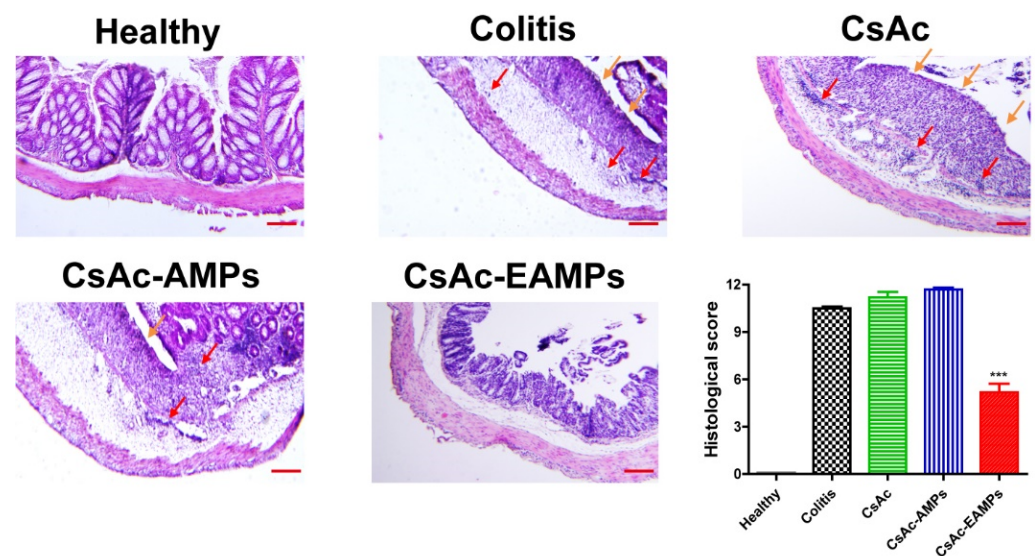 Healthy
Colitis
CsAc
CsAc-AMPs
CsAc-EAMPs
Histological score
12
9
6
3
0
***
Healthy
Colitis
CsAc
CsAc-AMPs
CsAc-EAMPs